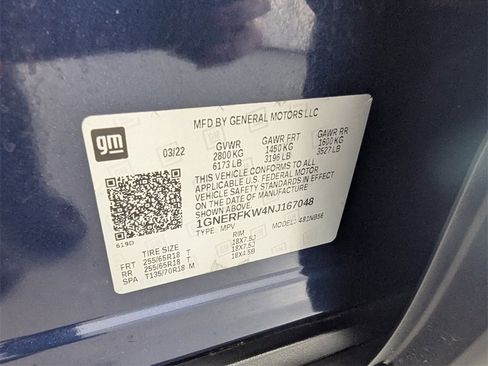 MFD BY GENERAL MOTORS LLC
gm
03/22
GVWR GAWR FRT GAWR RR
2800 KG 1450 KG 1600 KG
6173 LB 3196 LB 3527 LB
THIS VEHICLE CONFORMS TO ALL
APPLICABLE U.S. FEDERAL MOTOR
VEHICLE SAFETY STANDARDS IN EFFECT
ON THE DATE OF MANUFACTURE SHOWN ABOVE
1GNERFKW4NJ167048
TYPE: MPV MODEL: 481NB56
619D
TIRE SIZE RIM
FRT 255/65R18 T 18X7.5J
RR 255/65R18 T 18X7.5J
SPA T135/70R18 M 18X4.5B